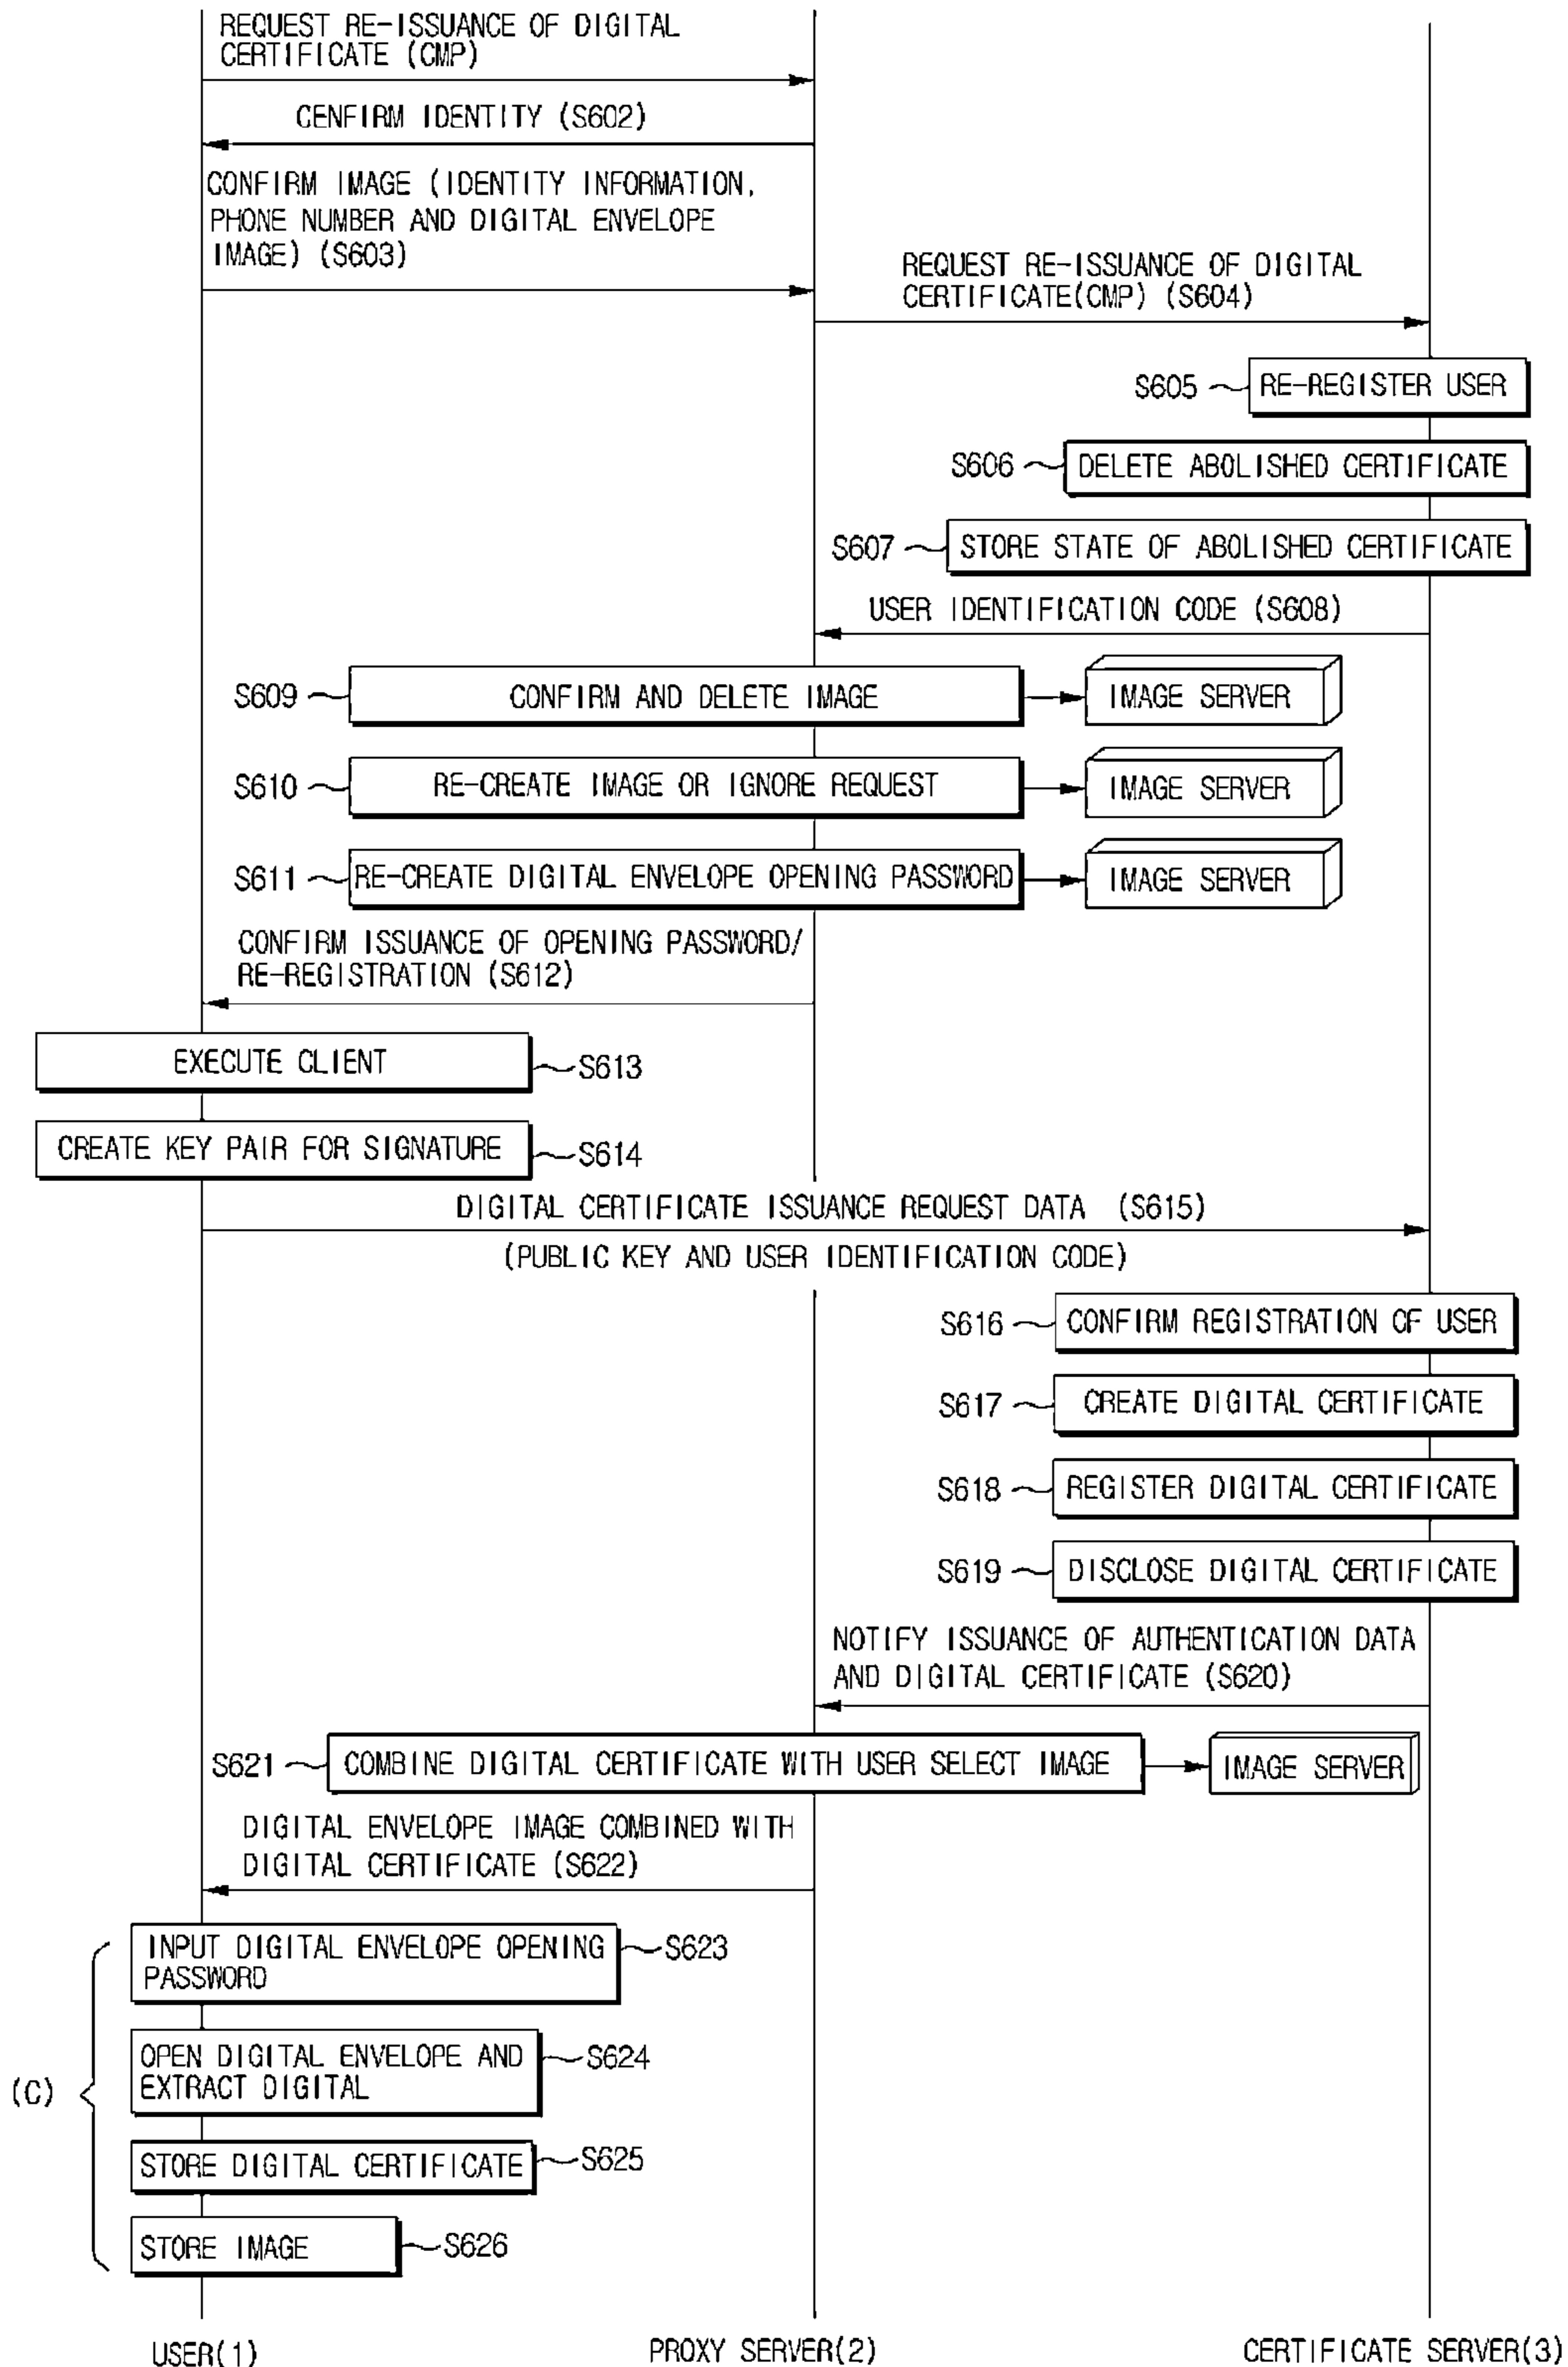 REQUEST RE-ISSUANCE OF DIGITAL
CERTIFICATE (CMP)
CENFIRM IDENTITY (S602)
CONFIRM IMAGE (IDENTITY INFORMATION,
PHONE NUMBER AND DIGITAL ENVELOPE
IMAGE) (S603)
REQUEST RE-ISSUANCE OF DIGITAL
CERTIFICATE(CMP) (S604)
S605 RE-REGISTER USER
S606 DELETE ABOLISHED CERTIFICATE
S607 STORE STATE OF ABOLISHED CERTIFICATE
USER IDENTIFICATION CODE (S608)
S609 CONFIRM AND DELETE IMAGE IMAGE SERVER
S610 RE-CREATE IMAGE OR IGNORE REQUEST IMAGE SERVER
S611 RE-CREATE DIGITAL ENVELOPE OPENING PASSWORD IMAGE SERVER
CONFIRM ISSUANCE OF OPENING PASSWORD/
RE-REGISTRATION (S612)
EXECUTE CLIENT S613
CREATE KEY PAIR FOR SIGNATURE S614
DIGITAL CERTIFICATE ISSUANCE REQUEST DATA (S615)
(PUBLIC KEY AND USER IDENTIFICATION CODE)
S616 CONFIRM REGISTRATION CF USER
S617 CREATE DIGITAL CERTIFICATE
S618 REGISTER DIGITAL CERTIFICATE
S619 DISCLOSE DIGITAL CERTIFICATE
NOTIFY ISSUANCE OF AUTHENTICATION DATA
AND DIGITAL CERTIFICATE (S620)
S621 COMBINE DIGITAL CERTIFICATE WITH USER SELECT IMAGE IMAGE SERVER
DIGITAL ENVELOPE IMAGE COMBINED WITH
DIGITAL CERTIFICATE (S622)
INPUT DIGITAL ENVELOPE OPENING S623
PASSWORD
OPEN DIGITAL ENVELOPE AND S624
EXTRACT DIGITAL
(C)
STORE DIGITAL CERTIFICATE S625
STORE IMAGE S626
USER(1) PROXY SERVER(2) CERTIFICATE SERVER(3)